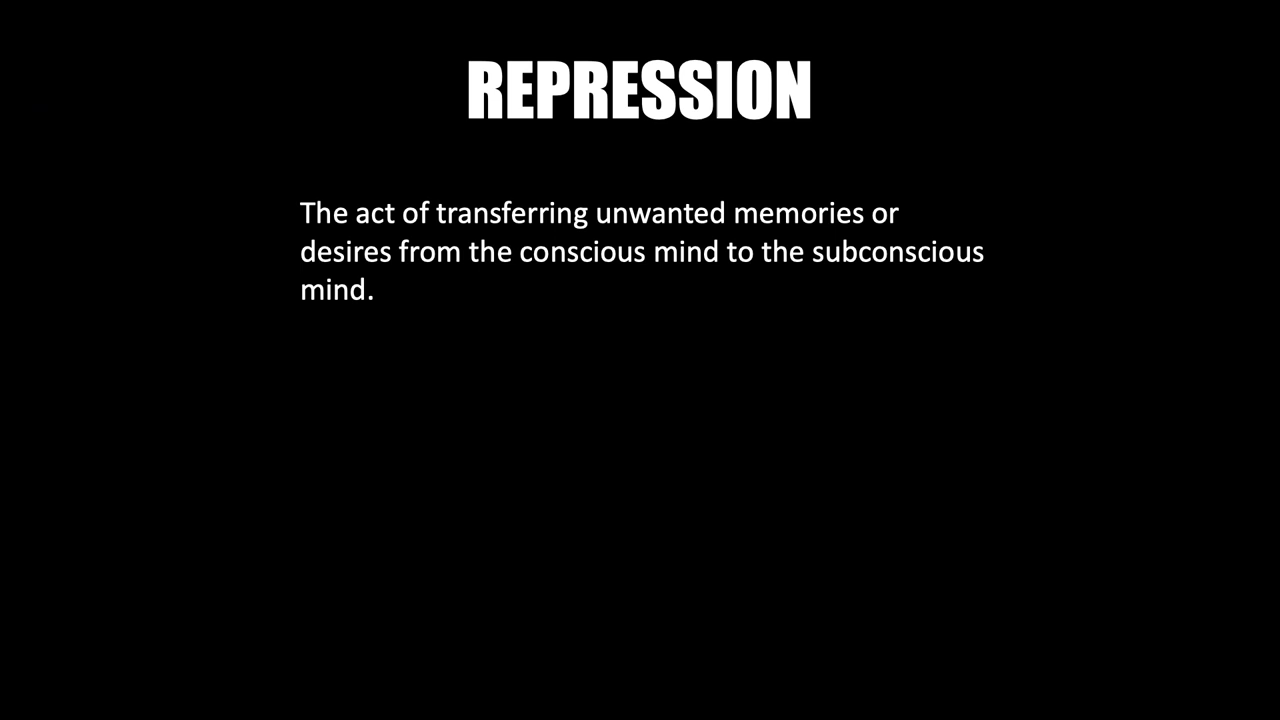 REPRESSION
The act of transferring unwanted memories or
desires from the conscious mind to the subconscious
mind.